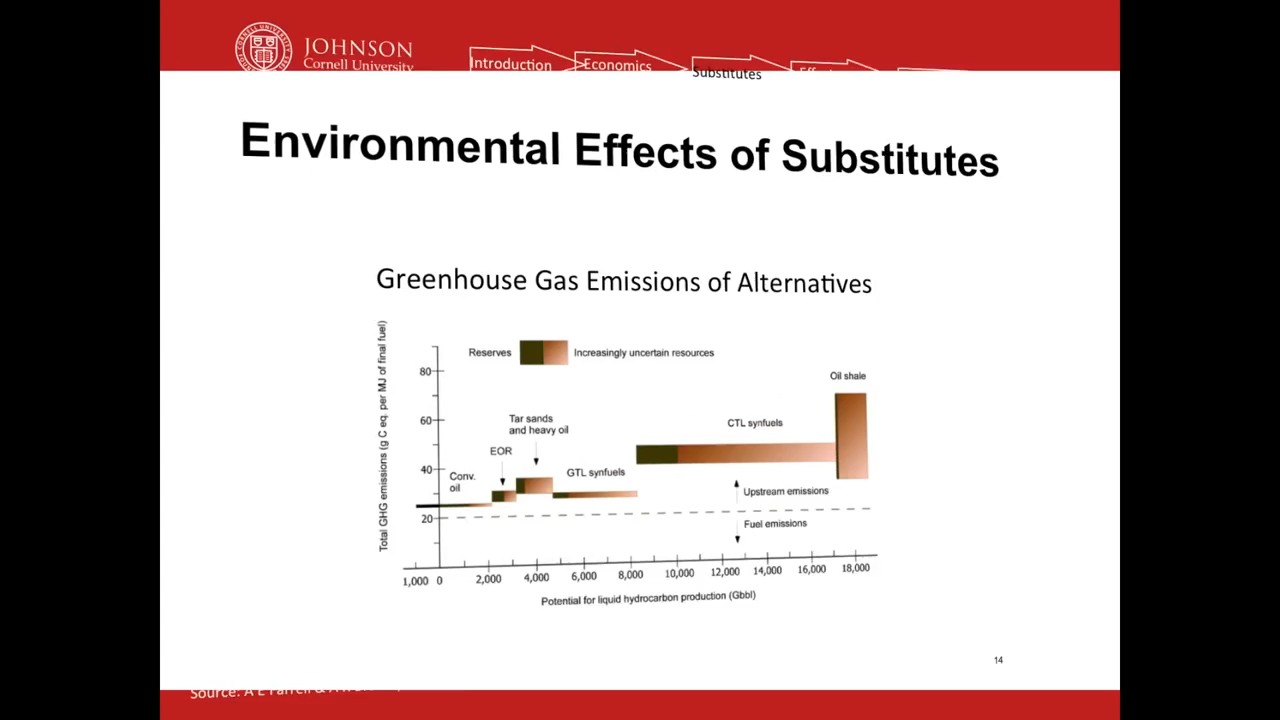 JOHNSON
Cornell University
Introduction
Economics
Substitutes
Environmental Effects of Substitutes
Greenhouse Gas Emissions of Alternatives
Total GHG emissions (g C eq. per MJ of final fuel)
Reserves
Increasingly uncertain resources
80
60
40
20
Oil shale
Tar sands
and heavy oil
CTL synfuels
EOR
GTL synfuels
Conv.
oil
Upstream emissions
Fuel emissions
1,000 0 2,000 4,000 6,000 8,000 10,000 12,000 14,000 16,000 18,000
Potential for liquid hydrocarbon production (Gbbl)
14
Source: A E Farrell &